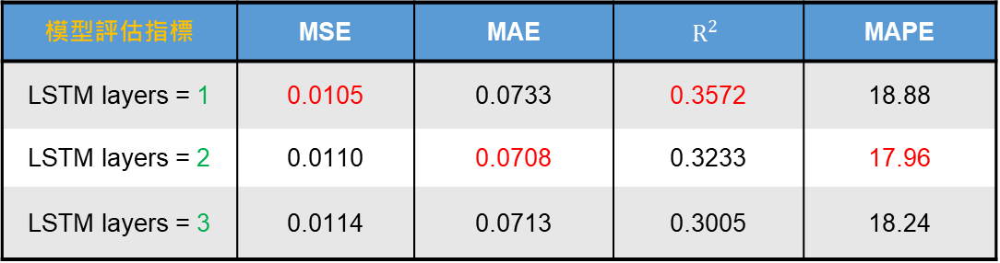 模型評估指標 MSE MAE R² MAPE
LSTM layers = 1 0.0105 0.0733 0.3572 18.88
LSTM layers = 2 0.0110 0.0708 0.3233 17.96
LSTM layers = 3 0.0114 0.0713 0.3005 18.24